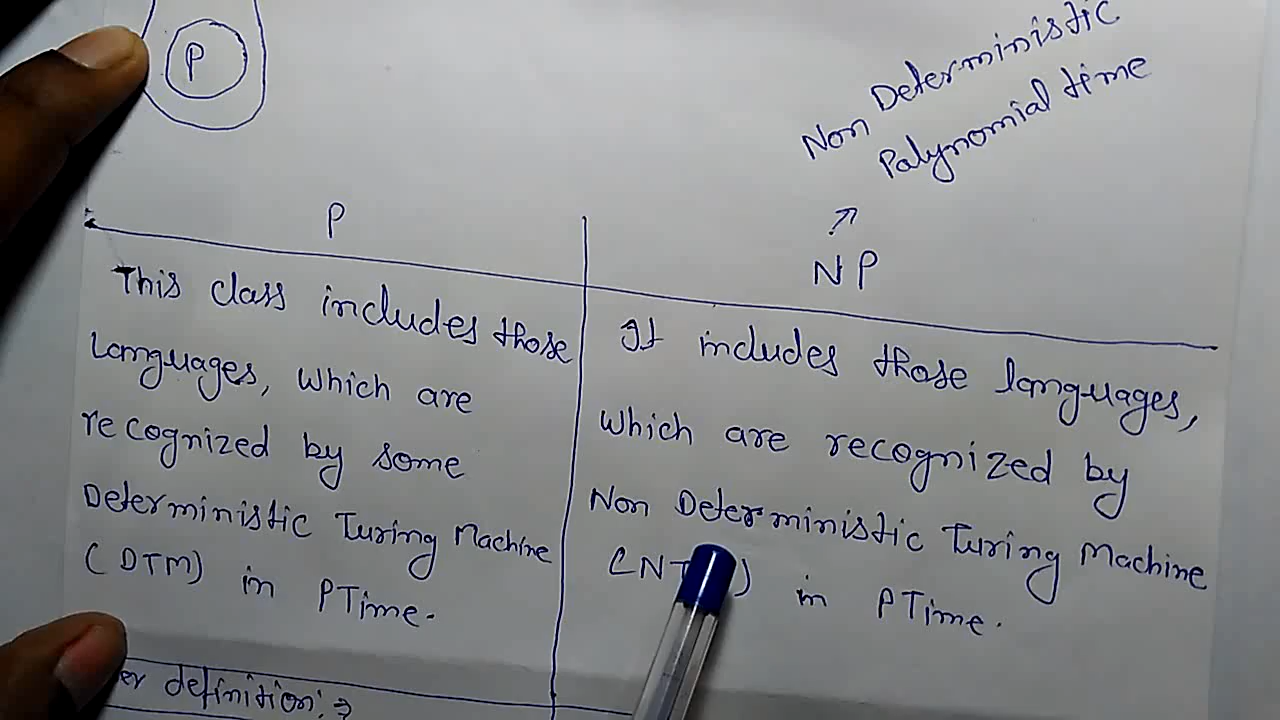 P
Non Deterministic
Polynomial time
P
NP
This class includes those
languages, which are
recognized by some
Deterministic Turing Machine
(DTM) in PTime.
It includes those languages,
which are recognized by
Non Deterministic Turing Machine
in PTime.
definition: